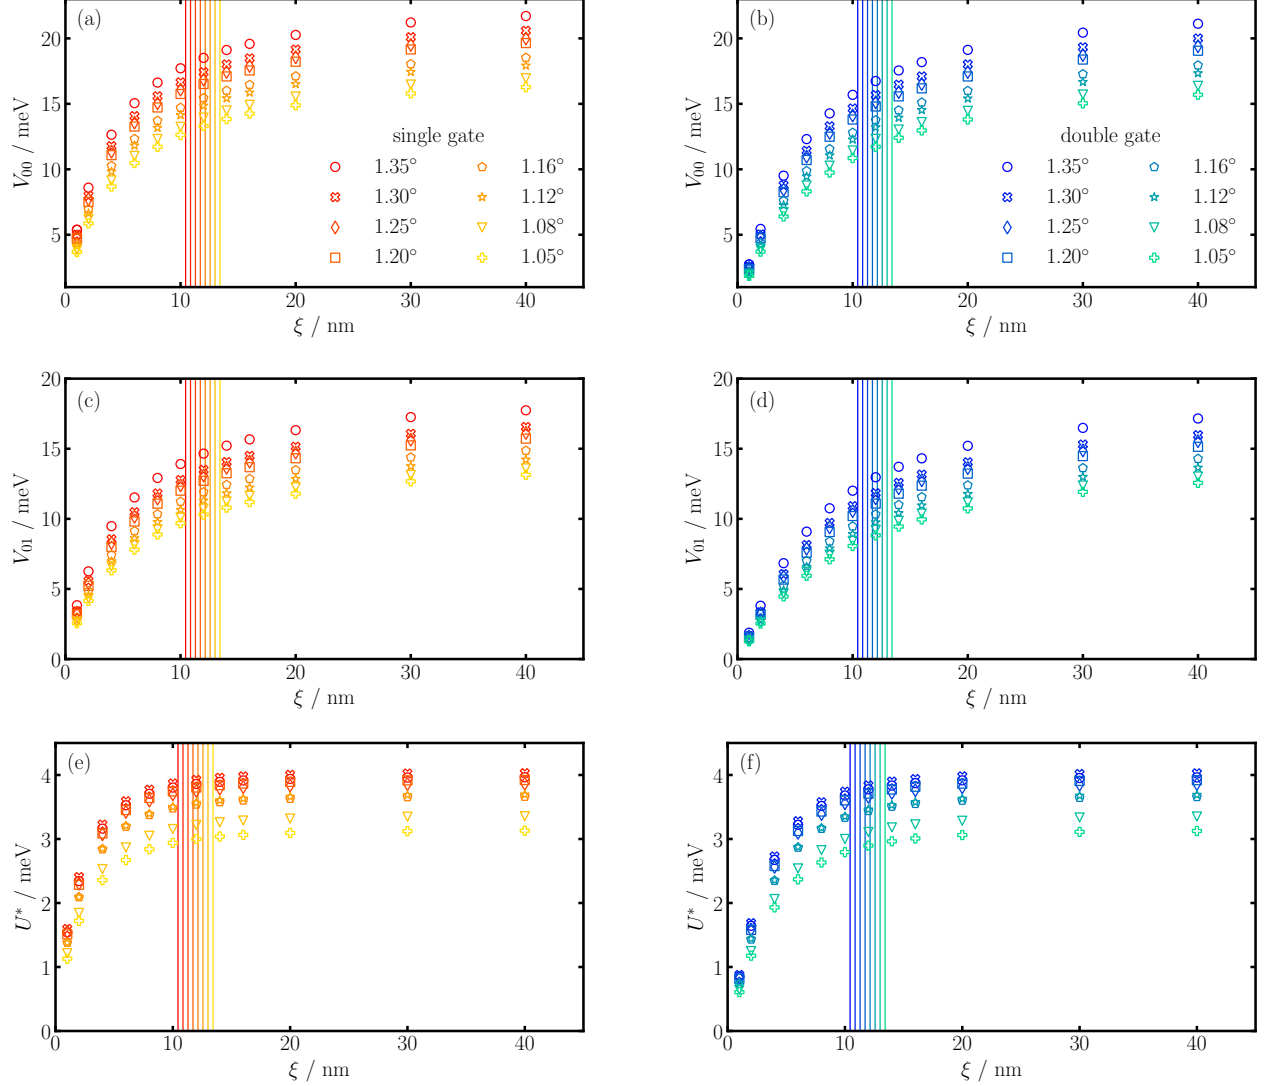 (a)
20
15
10
5
V₀₀ / meV
single gate
1.35° 1.16°
1.30° 1.12°
1.25° 1.08°
1.20° 1.05°
0 10 20 30 40
ξ / nm
(b)
20
15
10
5
V₀₀ / meV
double gate
1.35° 1.16°
1.30° 1.12°
1.25° 1.08°
1.20° 1.05°
0 10 20 30 40
ξ / nm
(c)
20
15
10
5
0
V₀₁ / meV
0 10 20 30 40
ξ / nm
(d)
20
15
10
5
0
V₀₁ / meV
0 10 20 30 40
ξ / nm
(e)
4
3
2
1
0
U* / meV
0 10 20 30 40
ξ / nm
(f)
4
3
2
1
0
U* / meV
0 10 20 30 40
ξ / nm